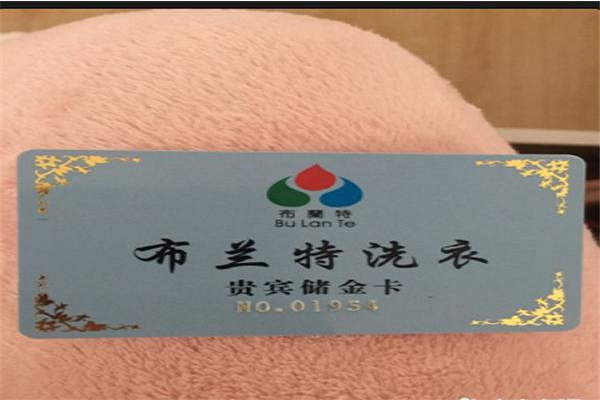 布蘭特
Bu Lan Te
布兰特洗衣
贵宾储金卡
NO.01954